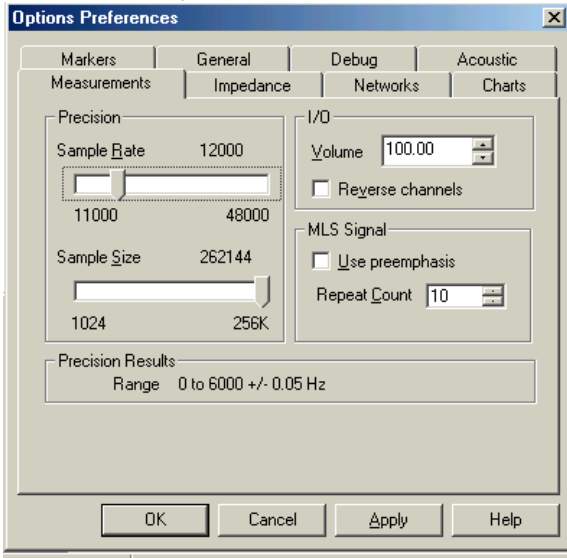 Options Preferences
Markers General Debug Acoustic
Measurements Impedance Networks Charts
Precision
Sample Rate 12000
11000 48000
Sample Size 262144
1024 256K
I/O
Volume 100.00
Reverse channels
MLS Signal
Use preemphasis
Repeat Count 10
Precision Results
Range 0 to 6000 +/- 0.05 Hz
OK Cancel Apply Help